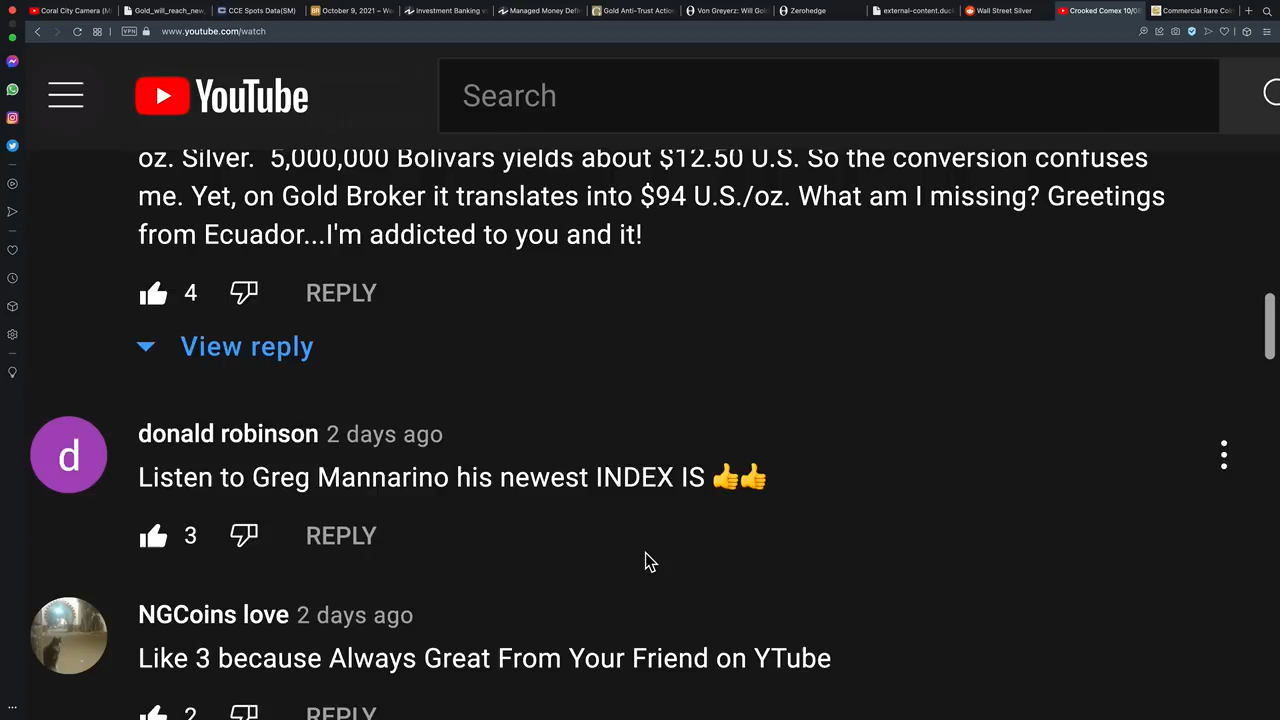 Coral City Camera (M
Gold_will_reach_new_
CCE Spots Data(SM)
October 9, 2021 – We
Investment Banking v
Managed Money Defi
Gold Anti-Trust Actio
Von Greyerz: Will Gol
Zerohedge
external-content.duc
Wall Street Silver
Crooked Comex 10/08
Commercial Rare Coi
VPN
www.youtube.com/watch
YouTube
Search
oz. Silver. 5,000,000 Bolivars yields about $12.50 U.S. So the conversion confuses
me. Yet, on Gold Broker it translates into $94 U.S./oz. What am I missing? Greetings
from Ecuador...I'm addicted to you and it!
4 REPLY
View reply
d
donald robinson 2 days ago
Listen to Greg Mannarino his newest INDEX IS 👍👍
3 REPLY
NGCoins love 2 days ago
Like 3 because Always Great From Your Friend on YTube
2 REPLY